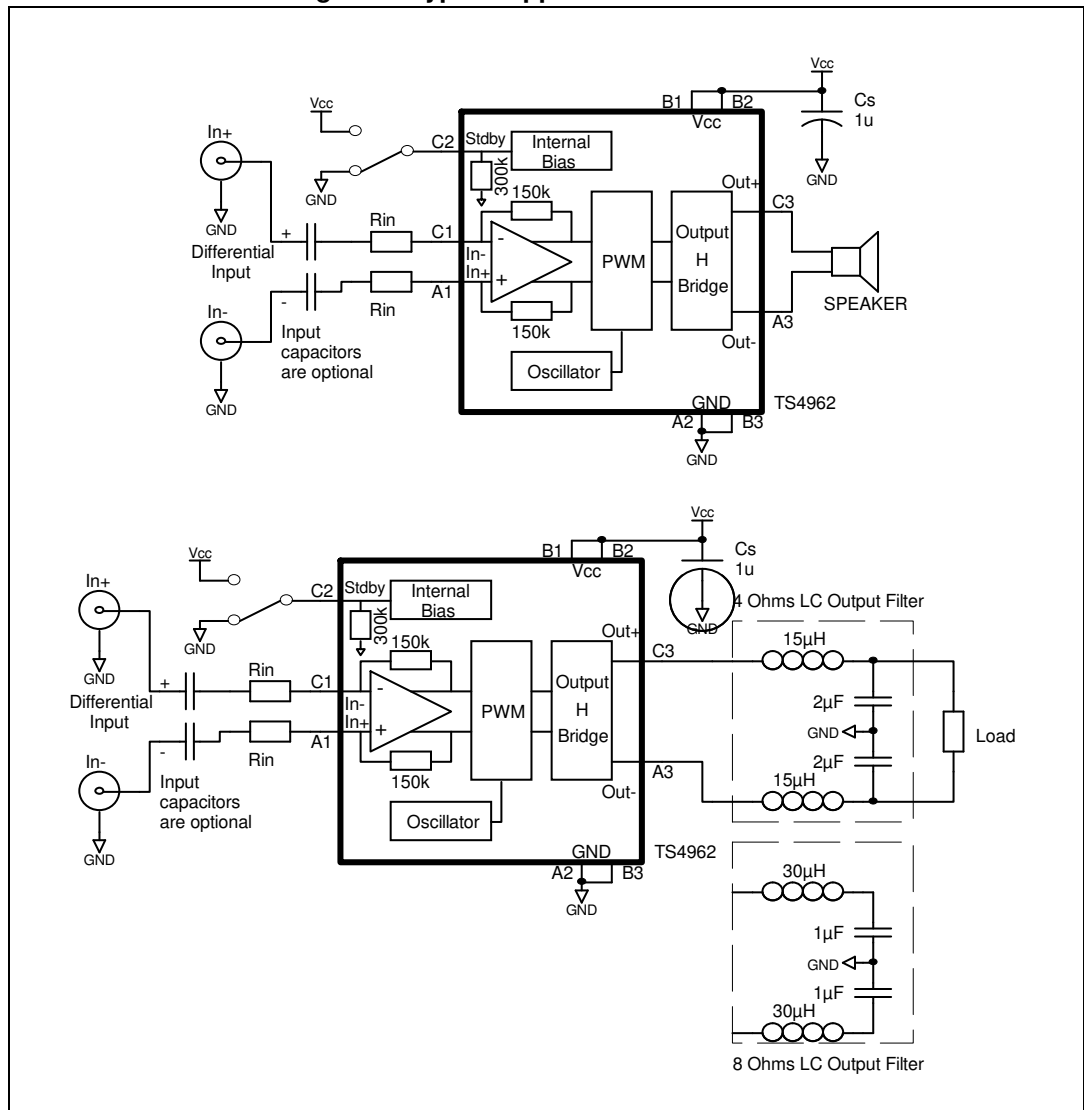 Vcc
B1 B2
Vcc
Cs
1u
GND
Vcc
In+
C2
Stdby
Internal
Bias
300k
GND
GND
150k
Out+
C3
Differential
Input
+
Rin
C1
-
In-
In+
+
PWM
Output
H
Bridge
SPEAKER
-
Rin
A1
150k
A3
Out-
In-
Input
capacitors
are optional
Oscillator
GND
GND
TS4962
A2 B3
GND
Vcc
B1 B2
Vcc
Cs
1u
GND
Vcc
In+
C2
Stdby
Internal
Bias
300k
GND
GND
4 Ohms LC Output Filter
150k
Out+
C3
15µH
Differential
Input
+
Rin
C1
-
In-
In+
+
PWM
Output
H
Bridge
2µF
GND
2µF
Load
-
Rin
A1
150k
A3
Out-
15µH
In-
Input
capacitors
are optional
Oscillator
GND
GND
TS4962
A2 B3
GND
30µH
1µF
GND
1µF
30µH
8 Ohms LC Output Filter